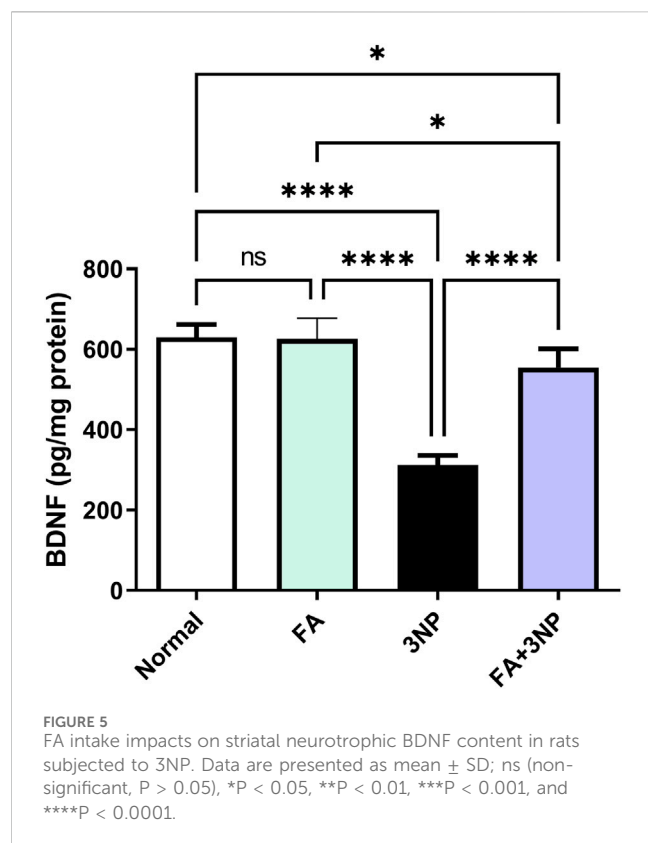 *
*
****
ns
****
****
800
600
400
200
0
BDNF (pg/mg protein)
Normal
FA
3NP
FA+3NP
FIGURE 5
FA intake impacts on striatal neurotrophic BDNF content in rats
subjected to 3NP. Data are presented as mean ± SD; ns (non-
significant, P > 0.05), *P < 0.05, **P < 0.01, ***P < 0.001, and
****P < 0.0001.